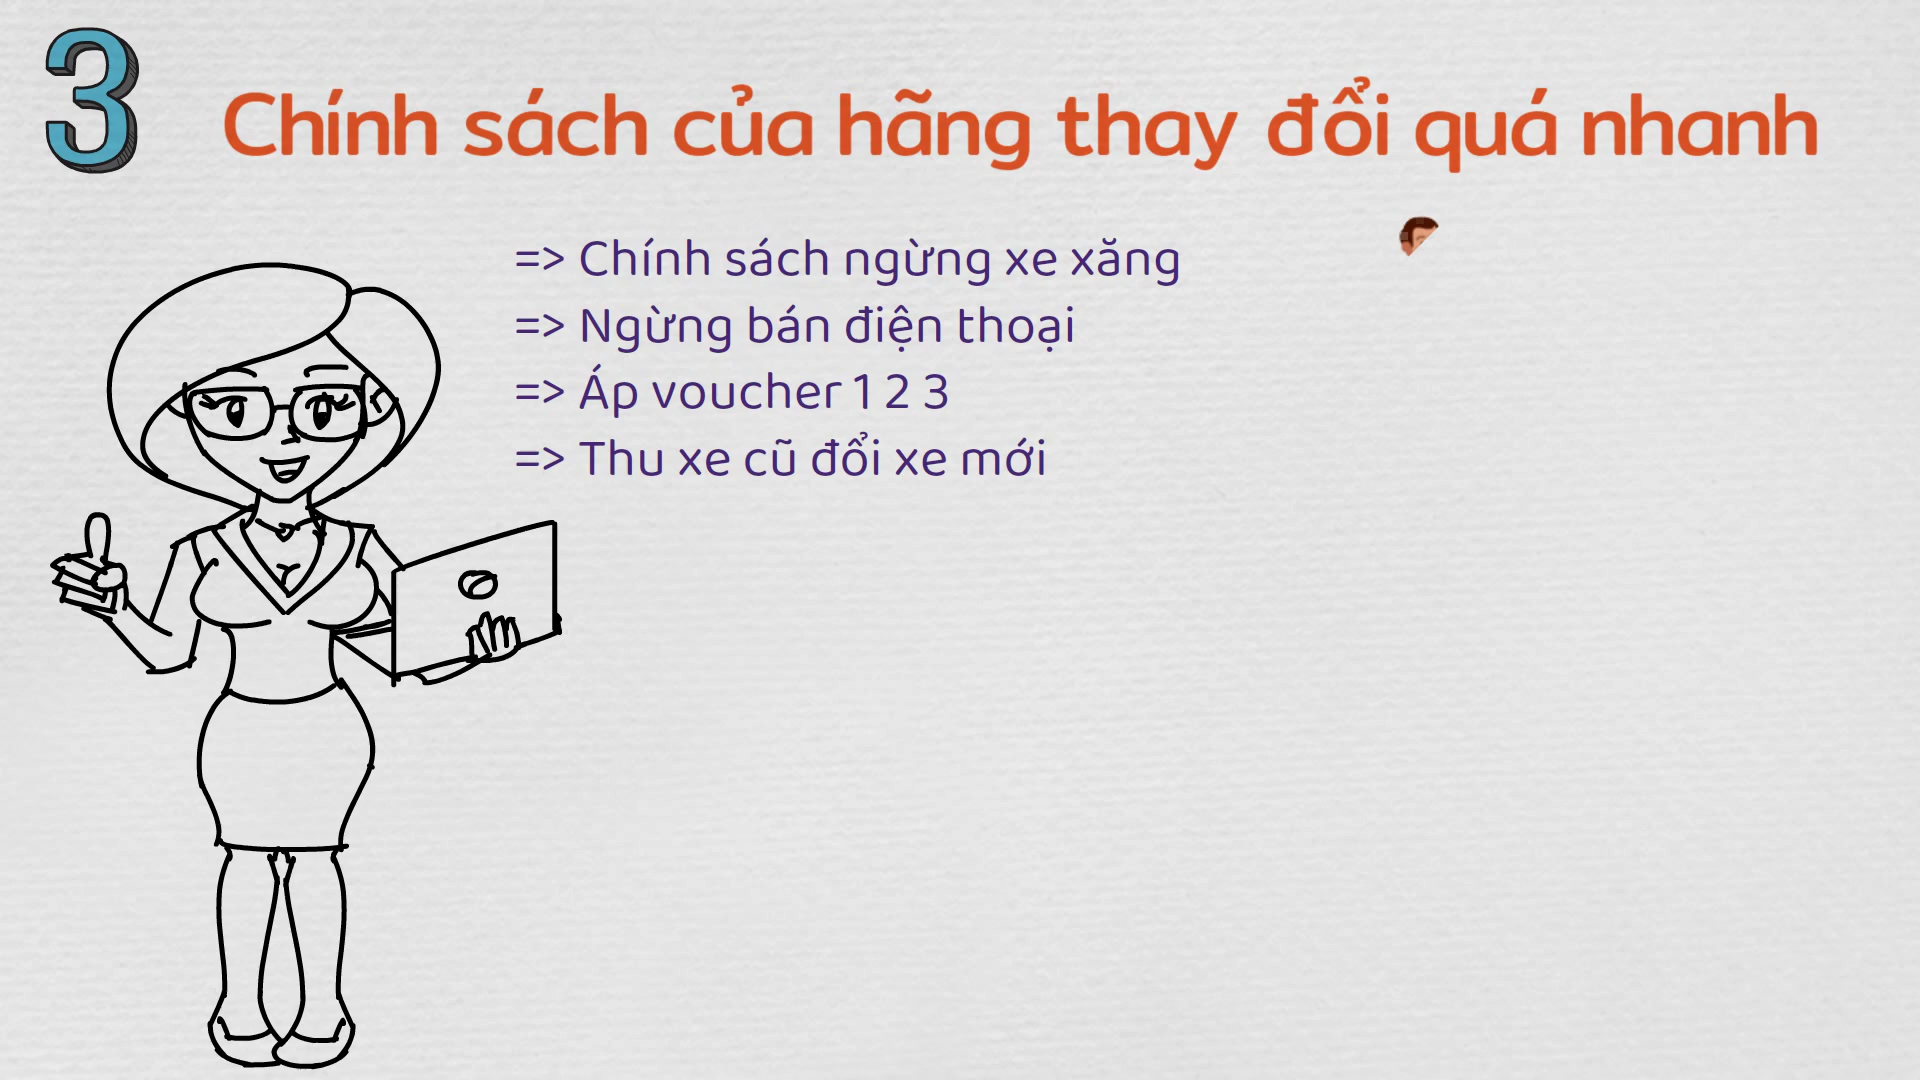 3
Chính sách của hãng thay đổi quá nhanh
=> Chính sách ngừng xe xăng
=> Ngừng bán điện thoại
=> Áp voucher 1 2 3
=> Thu xe cũ đổi xe mới